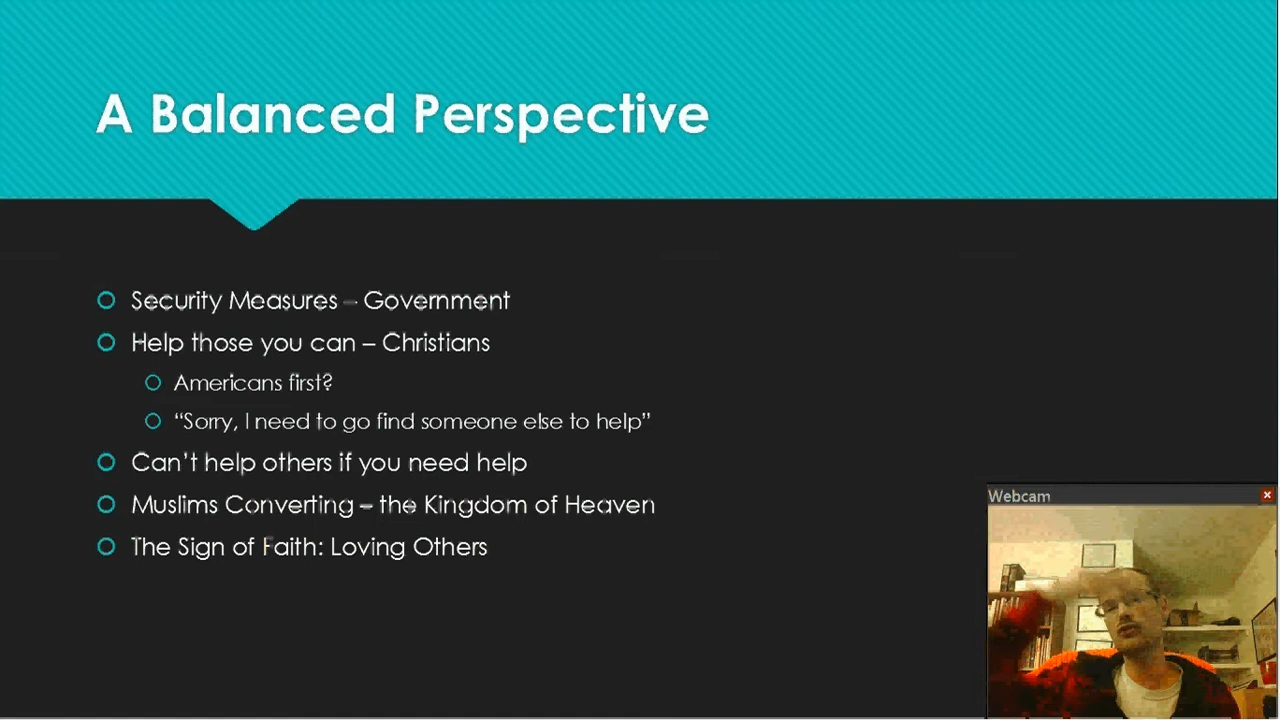 A Balanced Perspective
Security Measures – Government
Help those you can – Christians
Americans first?
“Sorry, I need to go find someone else to help”
Can’t help others if you need help
Muslims Converting – the Kingdom of Heaven
The Sign of Faith: Loving Others
Webcam